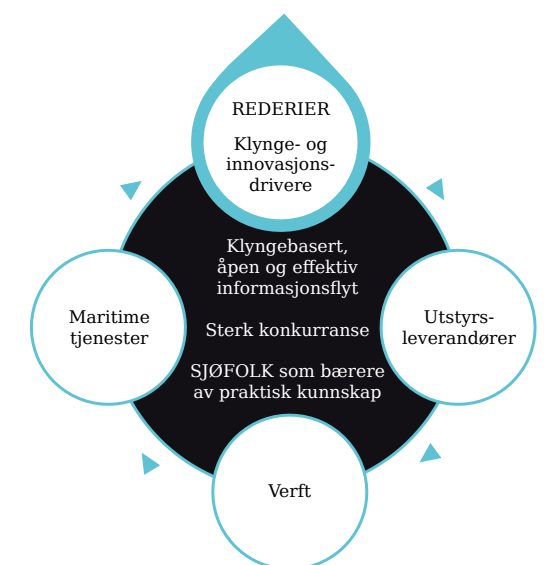 REDERIER
Klynge- og
innovasjons-
drivere
Klyngebasert,
åpen og effektiv
informasjonsflyt
Sterk konkurranse
SJØFOLK som bærere
av praktisk kunnskap
Maritime
tjenester
Utstyrs-
leverandører
Verft